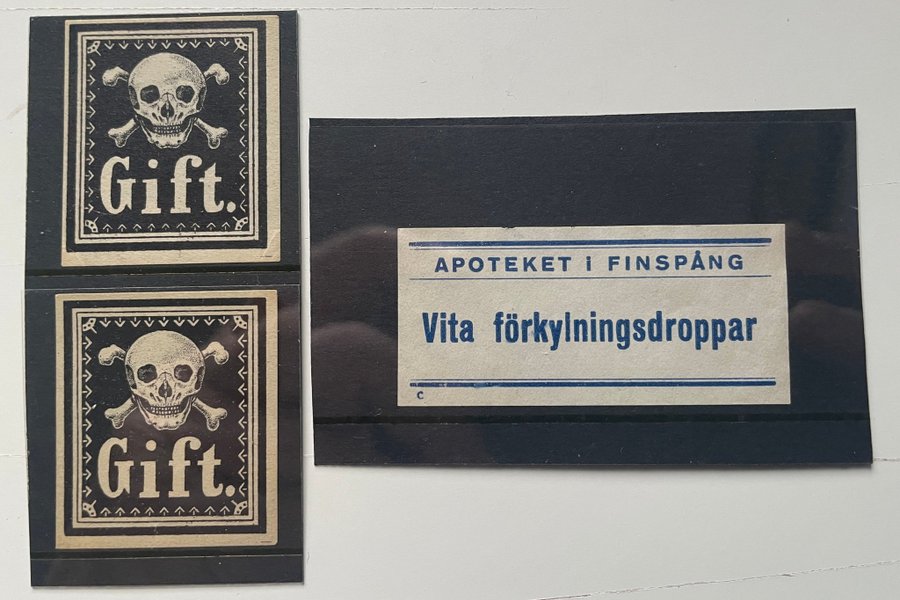 Gift.
Gift.
APOTEKET i FINSPÅNG
Vita förkylningsdroppar
C